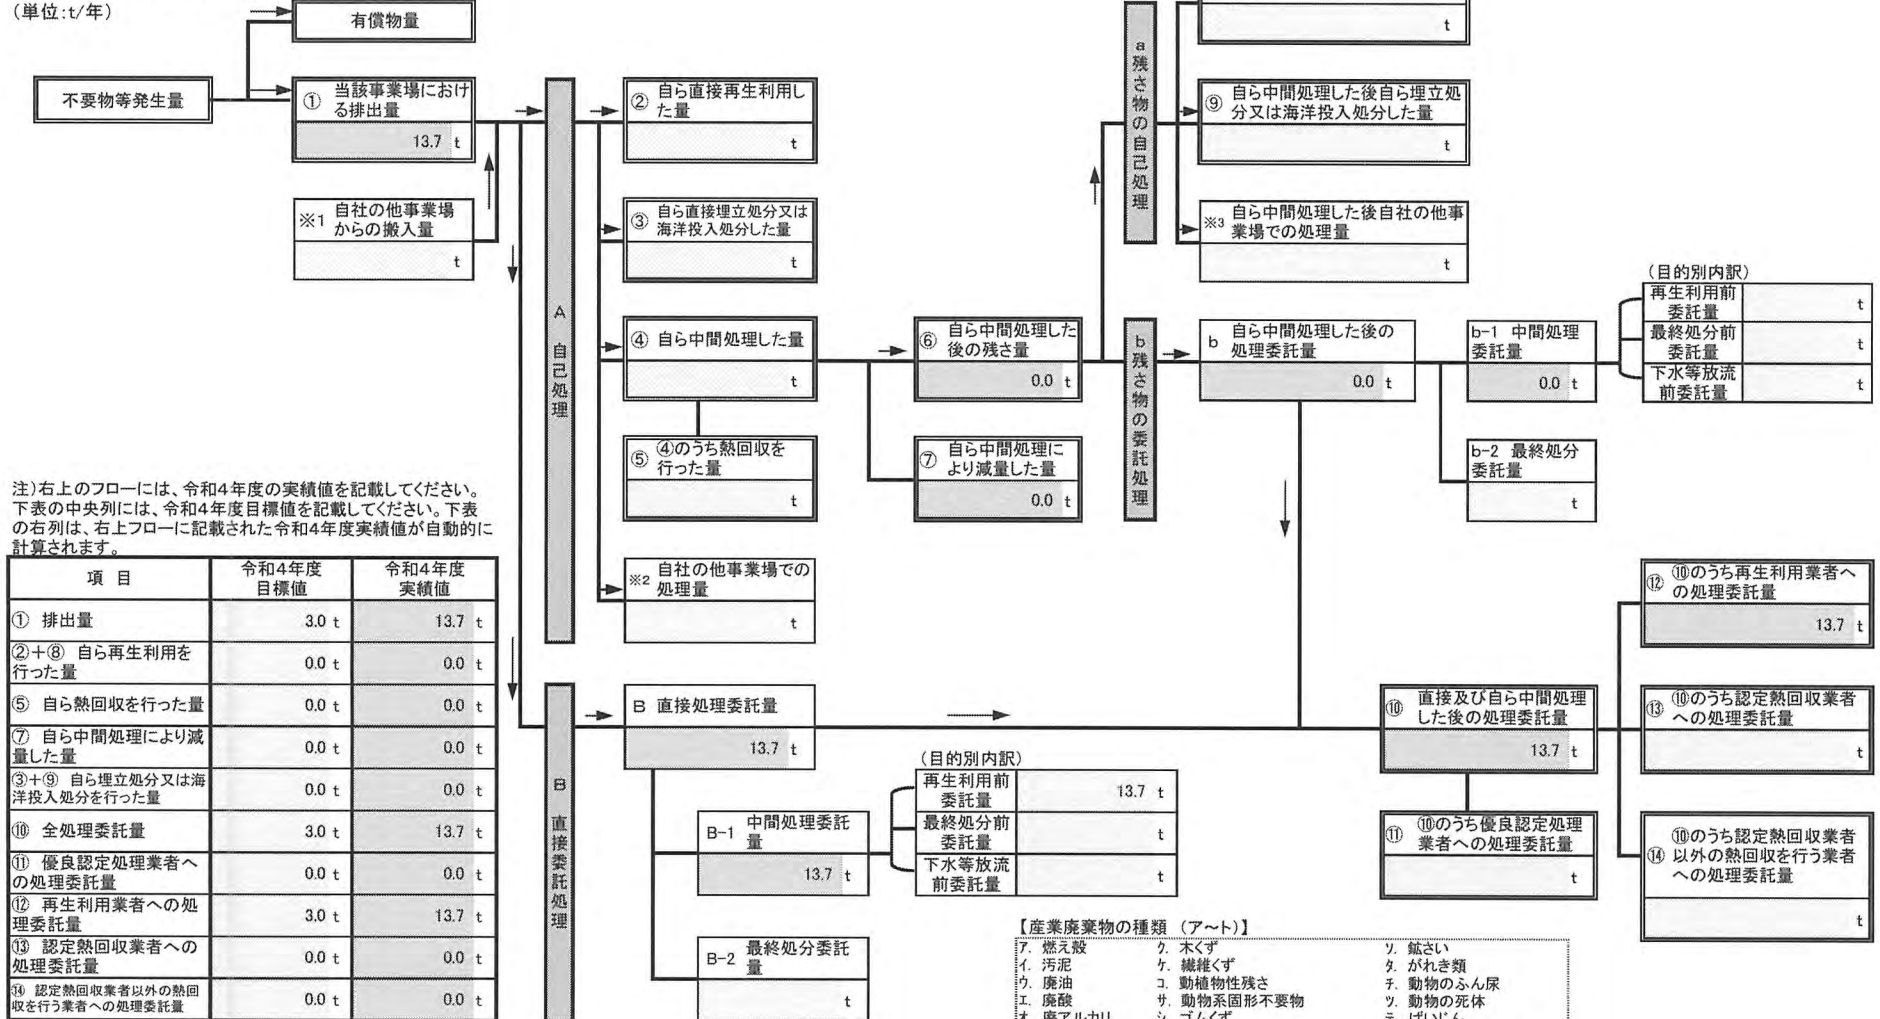 (単位:t/年)
有償物量
不要物等発生量
① 当該事業場におけ
る排出量
13.7 t
※1 自社の他事業場
からの搬入量
t
A 自己処理
② 自ら直接再生利用し
た量
t
③ 自ら直接埋立処分又は
海洋投入処分した量
t
④ 自ら中間処理した量
t
⑤ ④のうち熱回収を
行った量
t
※2 自社の他事業場での
処理量
t
⑥ 自ら中間処理した
後の残さ量
0.0 t
⑦ 自ら中間処理に
より減量した量
0.0 t
a 残さ物の自己処理
t
⑨ 自ら中間処理した後自ら埋立処
分又は海洋投入処分した量
t
※3 自ら中間処理した後自社の他事
業場での処理量
t
b 残さ物の委託処理
b 自ら中間処理した後の
処理委託量
0.0 t
b-1 中間処理
委託量
0.0 t
b-2 最終処分
委託量
t
(目的別内訳)
再生利用前
委託量
t
最終処分前
委託量
t
下水等放流
前委託量
t
注)右上のフローには、令和4年度の実績値を記載してください。
下表の中央列には、令和4年度目標値を記載してください。下表
の右列は、右上フローに記載された令和4年度実績値が自動的に
計算されます。
項 目
令和4年度
目標値
令和4年度
実績値
① 排出量 3.0 t 13.7 t
②+⑧ 自ら再生利用を
行った量 0.0 t 0.0 t
⑤ 自ら熱回収を行った量 0.0 t 0.0 t
⑦ 自ら中間処理により減
量した量 0.0 t 0.0 t
③+⑨ 自ら埋立処分又は海
洋投入処分を行った量 0.0 t 0.0 t
⑩ 全処理委託量 3.0 t 13.7 t
⑪ 優良認定処理業者へ
の処理委託量 0.0 t 0.0 t
⑫ 再生利用業者への処
理委託量 3.0 t 13.7 t
⑬ 認定熱回収業者への
処理委託量 0.0 t 0.0 t
⑭ 認定熱回収業者以外の熱回
収を行う業者への処理委託量 0.0 t 0.0 t
B 直接委託処理
B 直接処理委託量
13.7 t
B-1 中間処理委託
量
13.7 t
B-2 最終処分委託
量
t
(目的別内訳)
再生利用前
委託量
13.7 t
最終処分前
委託量
t
下水等放流
前委託量
t
⑩ 直接及び自ら中間処理
した後の処理委託量
13.7 t
⑪ ⑩のうち優良認定処理
業者への処理委託量
t
⑫ ⑩のうち再生利用業者へ
の処理委託量
13.7 t
⑬ ⑩のうち認定熱回収業者
への処理委託量
t
⑭ ⑩のうち認定熱回収業者
以外の熱回収を行う業者
への処理委託量
t
【産業廃棄物の種類 (ア~ト)】
ア. 燃え殻 ク. 木くず ソ. 鉱さい
イ. 汚泥 ケ. 繊維くず タ. がれき類
ウ. 廃油 コ. 動植物性残さ チ. 動物のふん尿
エ. 廃酸 サ. 動物系固形不要物 ツ. 動物の死体
オ. 廃アルカリ シ. ゴムくず テ. ばいじん